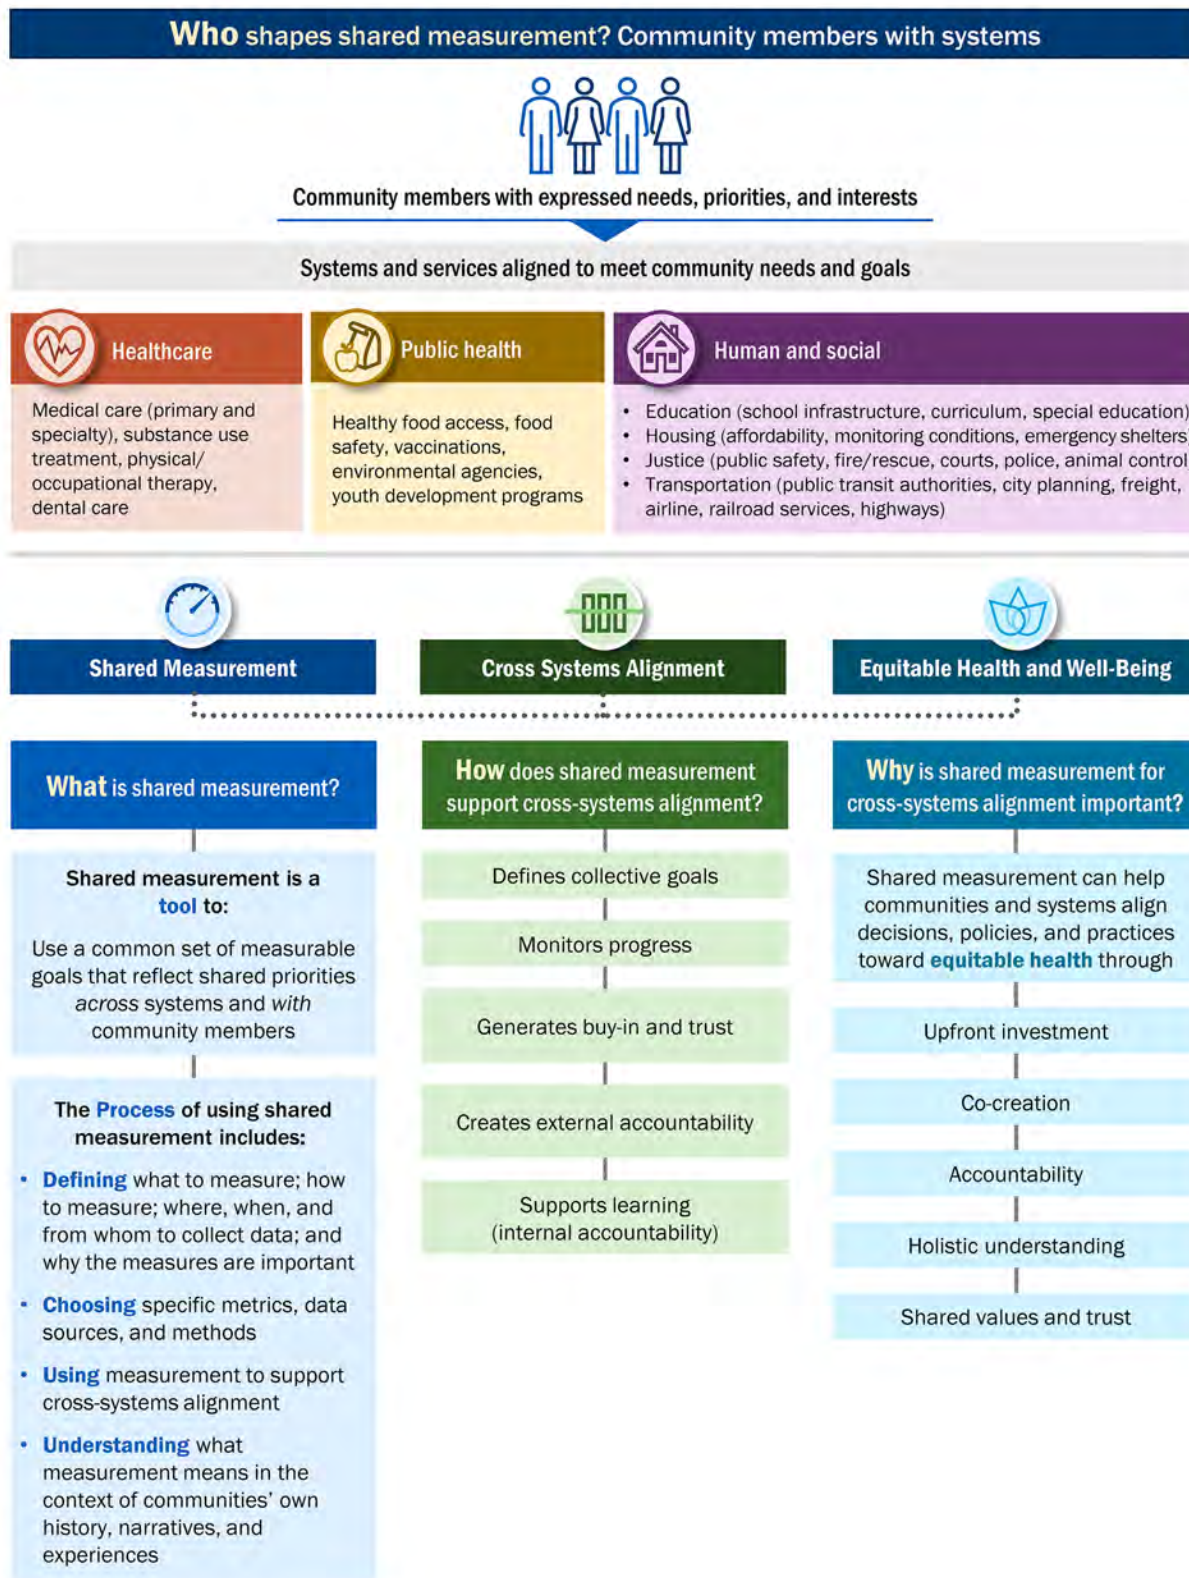 Who shapes shared measurement? Community members with systems
Community members with expressed needs, priorities, and interests
Systems and services aligned to meet community needs and goals
Healthcare
Medical care (primary and
specialty), substance use
treatment, physical/
occupational therapy,
dental care
Public health
Healthy food access, food
safety, vaccinations,
environmental agencies,
youth development programs
Human and social
• Education (school infrastructure, curriculum, special education)
• Housing (affordability, monitoring conditions, emergency shelters)
• Justice (public safety, fire/rescue, courts, police, animal control
• Transportation (public transit authorities, city planning, freight,
airline, railroad services, highways)
Shared Measurement
What is shared measurement?
Shared measurement is a
tool to:
Use a common set of measurable
goals that reflect shared priorities
across systems and with
community members
The Process of using shared
measurement includes:
• Defining what to measure; how
to measure; where, when, and
from whom to collect data; and
why the measures are important
• Choosing specific metrics, data
sources, and methods
• Using measurement to support
cross-systems alignment
• Understanding what
measurement means in the
context of communities' own
history, narratives, and
experiences
Cross Systems Alignment
How does shared measurement
support cross-systems alignment?
Defines collective goals
Monitors progress
Generates buy-in and trust
Creates external accountability
Supports learning
(internal accountability)
Equitable Health and Well-Being
Why is shared measurement for
cross-systems alignment important?
Shared measurement can help
communities and systems align
decisions, policies, and practices
toward equitable health through
Upfront investment
Co-creation
Accountability
Holistic understanding
Shared values and trust